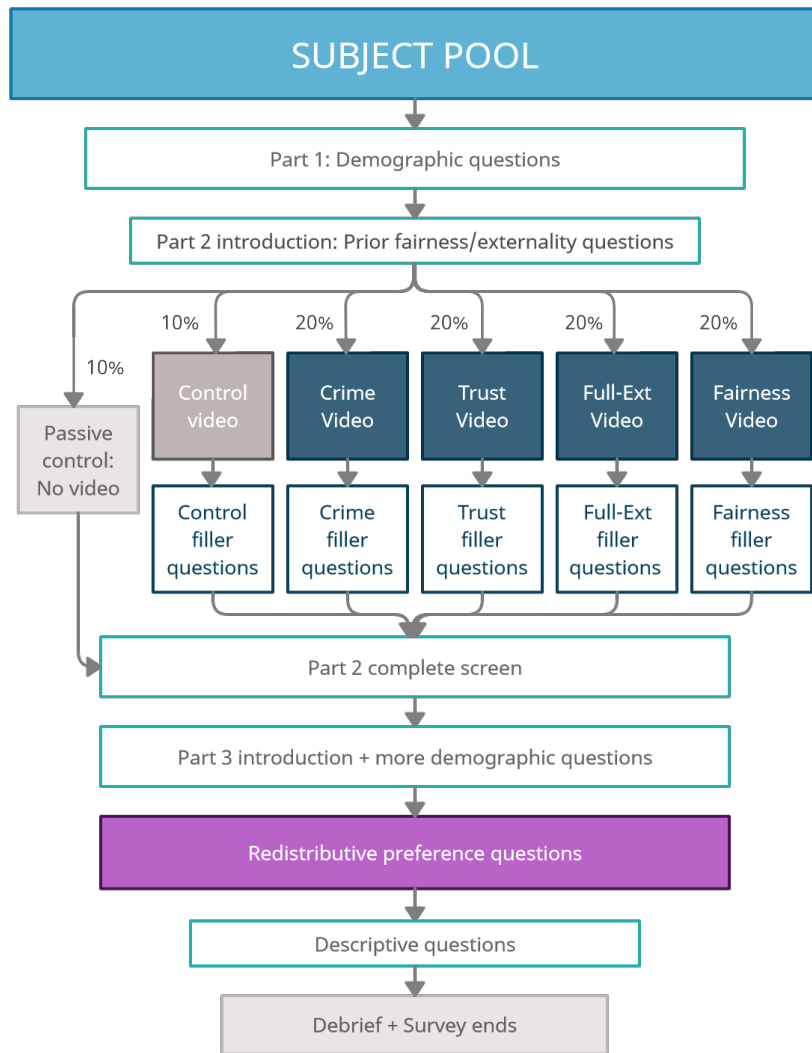 SUBJECT POOL
Part 1: Demographic questions
Part 2 introduction: Prior fairness/externality questions
10%
10%
20%
20%
20%
20%
Passive
control:
No video
Control
video
Crime
Video
Trust
Video
Full-Ext
Video
Fairness
Video
Control
filler
questions
Crime
filler
questions
Trust
filler
questions
Full-Ext
filler
questions
Fairness
filler
questions
Part 2 complete screen
Part 3 introduction + more demographic questions
Redistributive preference questions
Descriptive questions
Debrief + Survey ends